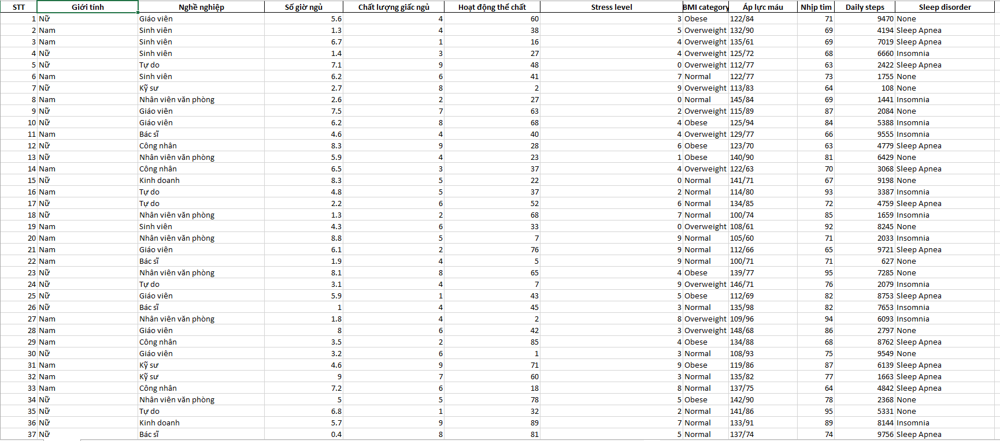 STT Giới tính Nghề nghiệp Số giờ ngủ Chất lượng giấc ngủ Hoạt động thể chất Stress level BMI category Áp lực máu Nhịp tim Daily steps Sleep disorder
1 Nữ Giáo viên 5.6 4 60 3 Obese 122/84 71 9470 None
2 Nam Sinh viên 1.3 4 38 5 Overweight 132/90 69 4194 Sleep Apnea
3 Nam Sinh viên 6.7 1 16 4 Overweight 135/61 69 7019 Sleep Apnea
4 Nữ Sinh viên 1.4 3 27 4 Overweight 125/72 68 6660 Insomnia
5 Nữ Tự do 7.1 9 48 0 Overweight 112/77 63 2422 Sleep Apnea
6 Nam Sinh viên 6.2 6 41 7 Normal 122/77 73 1755 None
7 Nữ Kỹ sư 2.7 8 2 9 Overweight 113/83 64 108 None
8 Nam Nhân viên văn phòng 2.6 2 27 0 Normal 145/84 69 1441 Insomnia
9 Nữ Giáo viên 7.5 7 63 2 Overweight 115/89 87 2084 None
10 Nữ Giáo viên 6.2 8 68 4 Obese 125/94 84 5388 Insomnia
11 Nam Bác sĩ 4.6 4 40 4 Overweight 129/77 66 9555 Insomnia
12 Nữ Công nhân 8.3 9 28 6 Obese 123/70 63 4779 Sleep Apnea
13 Nữ Nhân viên văn phòng 5.9 4 23 1 Obese 140/90 81 6429 None
14 Nam Công nhân 6.5 3 37 4 Overweight 122/63 70 3068 Sleep Apnea
15 Nữ Kinh doanh 8.3 5 22 0 Normal 141/71 67 9198 None
16 Nam Tự do 4.8 5 37 2 Normal 114/80 93 3387 Insomnia
17 Nữ Tự do 2.2 6 52 6 Normal 134/85 72 4759 Sleep Apnea
18 Nữ Nhân viên văn phòng 1.3 2 68 7 Normal 100/74 85 1659 Insomnia
19 Nam Sinh viên 4.3 6 33 0 Overweight 108/61 92 8245 None
20 Nam Nhân viên văn phòng 8.8 5 7 9 Normal 105/60 71 2033 Insomnia
21 Nam Giáo viên 6.1 2 76 9 Normal 112/66 65 9721 Sleep Apnea
22 Nam Bác sĩ 1.9 4 5 9 Normal 100/71 71 627 None
23 Nữ Nhân viên văn phòng 8.1 8 65 4 Obese 139/77 95 7285 None
24 Nữ Tự do 3.1 4 7 9 Overweight 146/71 76 2079 Insomnia
25 Nữ Giáo viên 5.9 1 43 5 Obese 112/69 82 8753 Sleep Apnea
26 Nữ Bác sĩ 1 4 45 3 Normal 135/98 82 7653 Insomnia
27 Nam Nhân viên văn phòng 1.8 4 2 8 Overweight 109/96 94 6093 Insomnia
28 Nam Giáo viên 8 6 42 3 Overweight 148/68 86 2797 None
29 Nam Công nhân 3.5 2 85 4 Obese 134/88 68 8762 Sleep Apnea
30 Nữ Giáo viên 3.2 6 1 3 Normal 108/93 75 9549 None
31 Nam Kỹ sư 4.6 9 71 9 Obese 119/86 87 6139 Sleep Apnea
32 Nam Kỹ sư 9 7 60 3 Normal 135/82 77 1663 Sleep Apnea
33 Nam Công nhân 7.2 6 18 8 Normal 137/75 64 4842 Sleep Apnea
34 Nữ Nhân viên văn phòng 5 5 78 5 Obese 142/90 78 2368 None
35 Nữ Tự do 6.8 1 32 2 Normal 141/86 95 5331 None
36 Nữ Kinh doanh 5.7 9 89 7 Normal 133/91 89 8144 Insomnia
37 Nữ Bác sĩ 0.4 8 81 5 Normal 137/74 74 9756 Sleep Apnea